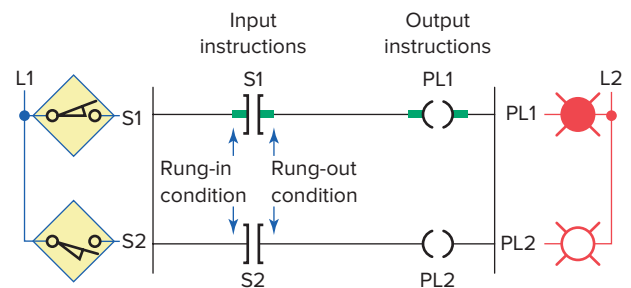 Input
instructions
Output
instructions
L1
S1
PL1
L2
S1
PL1
Rung-in
condition
Rung-out
condition
S2
PL2
S2
PL2